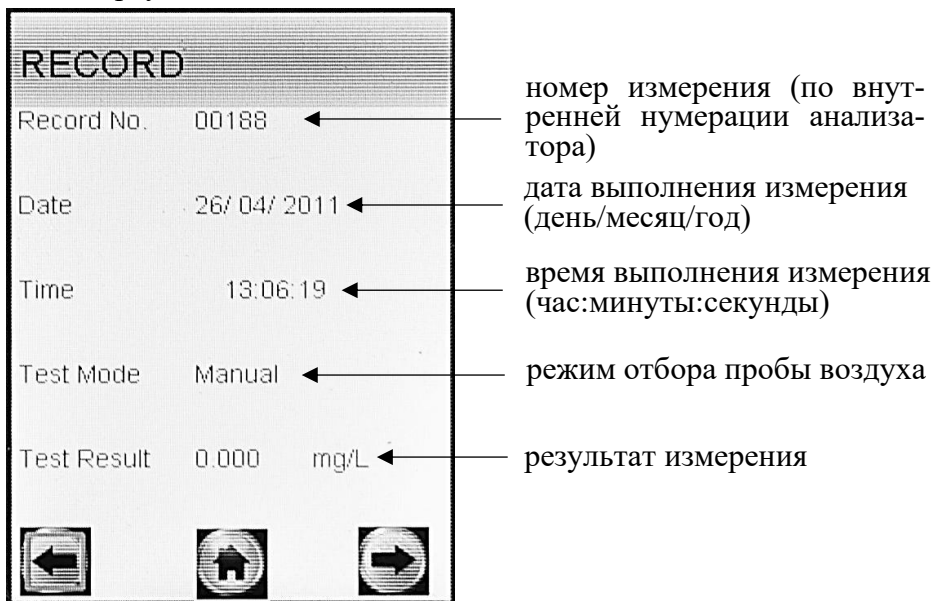 RECORD
Record No. 00188
номер измерения (по внут-
ренней нумерации анализа-
тора)
Date 26/ 04/ 2011
дата выполнения измерения
(день/месяц/год)
Time 13:06:19
время выполнения измерения
(час:минуты:секунды)
Test Mode Manual
режим отбора пробы воздуха
Test Result 0.000 mg/L
результат измерения